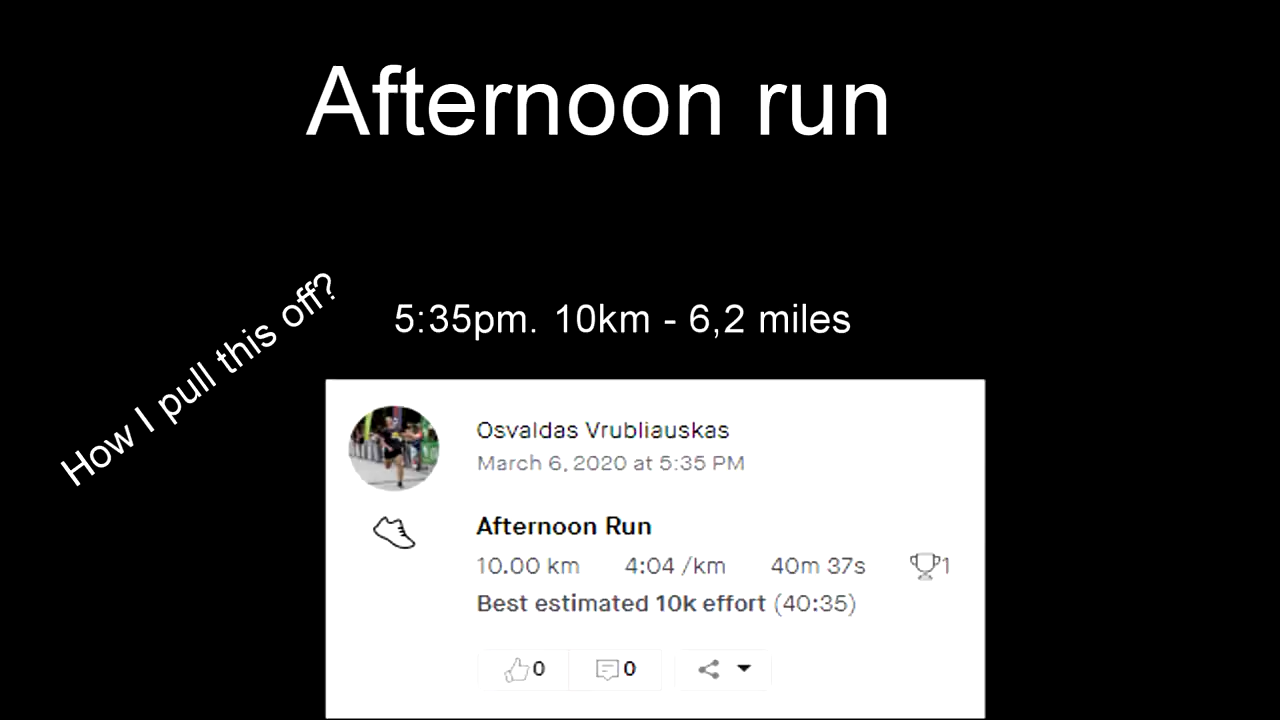 Afternoon run
How I pull this off?
5:35pm. 10km - 6,2 miles
Osvaldas Vrubliauskas
March 6, 2020 at 5:35 PM
Afternoon Run
10.00 km 4:04 /km 40m 37s 1
Best estimated 10k effort (40:35)
0 0